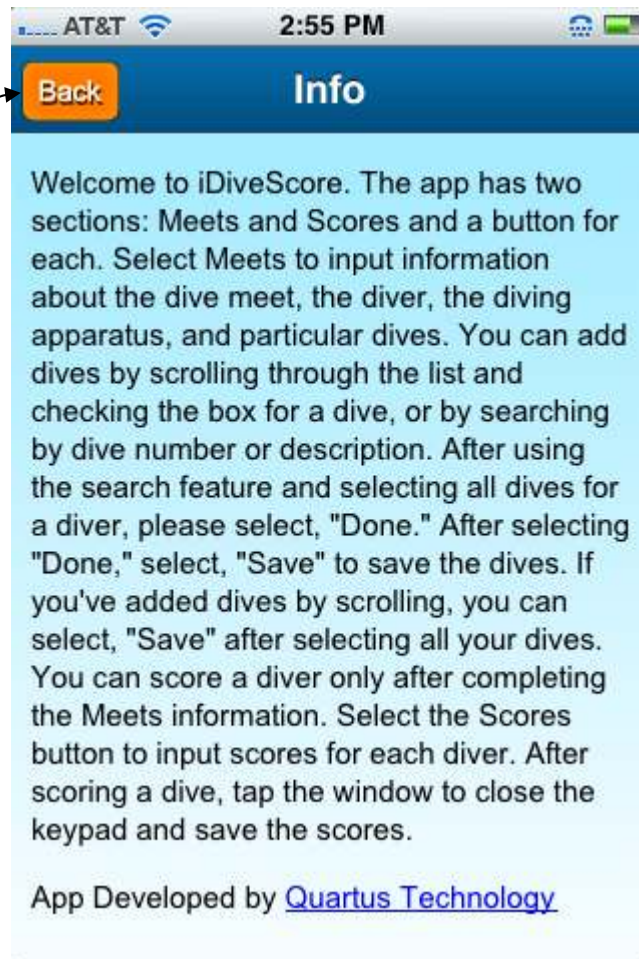 AT&T 2:55 PM
Back Info
Welcome to iDiveScore. The app has two
sections: Meets and Scores and a button for
each. Select Meets to input information
about the dive meet, the diver, the diving
apparatus, and particular dives. You can add
dives by scrolling through the list and
checking the box for a dive, or by searching
by dive number or description. After using
the search feature and selecting all dives for
a diver, please select, "Done." After selecting
"Done," select, "Save" to save the dives. If
you've added dives by scrolling, you can
select, "Save" after selecting all your dives.
You can score a diver only after completing
the Meets information. Select the Scores
button to input scores for each diver. After
scoring a dive, tap the window to close the
keypad and save the scores.
App Developed by Quartus Technology